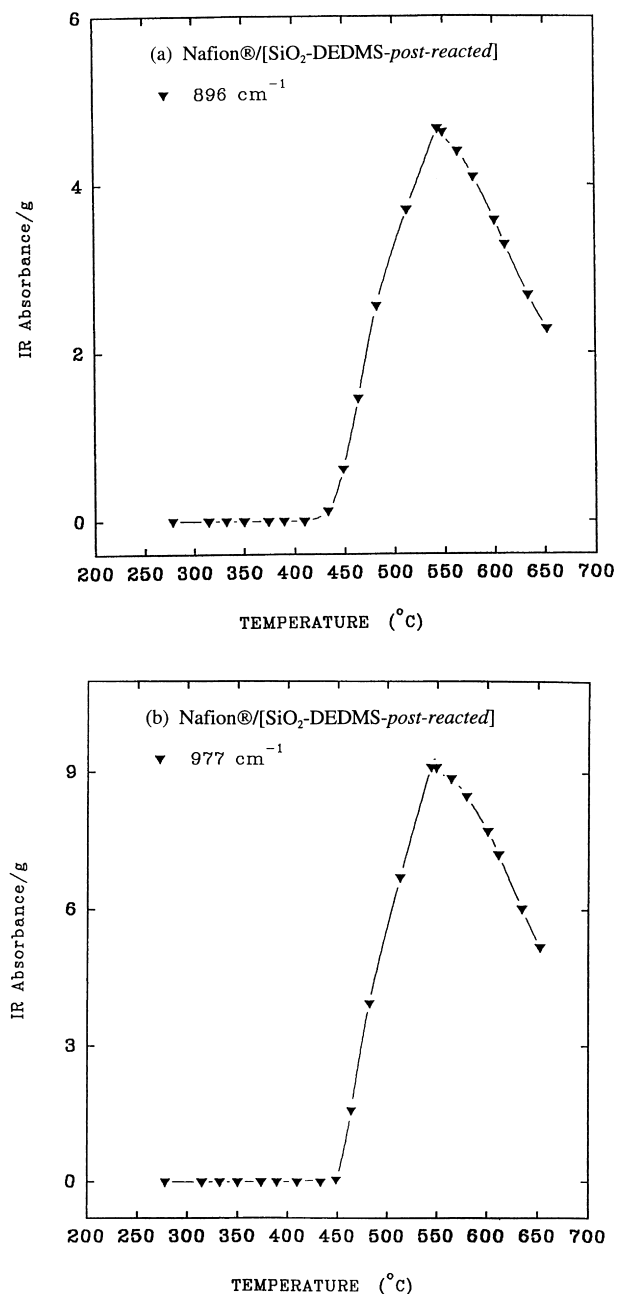 6
(a) Nafion®/[SiO₂-DEDMS-post-reacted]
896 cm⁻¹
4
IR Absorbance/g
2
0
200 250 300 350 400 450 500 550 600 650 700
TEMPERATURE (°C)
(b) Nafion®/[SiO₂-DEDMS-post-reacted]
977 cm⁻¹
9
6
IR Absorbance/g
3
0
200 250 300 350 400 450 500 550 600 650 700
TEMPERATURE (°C)